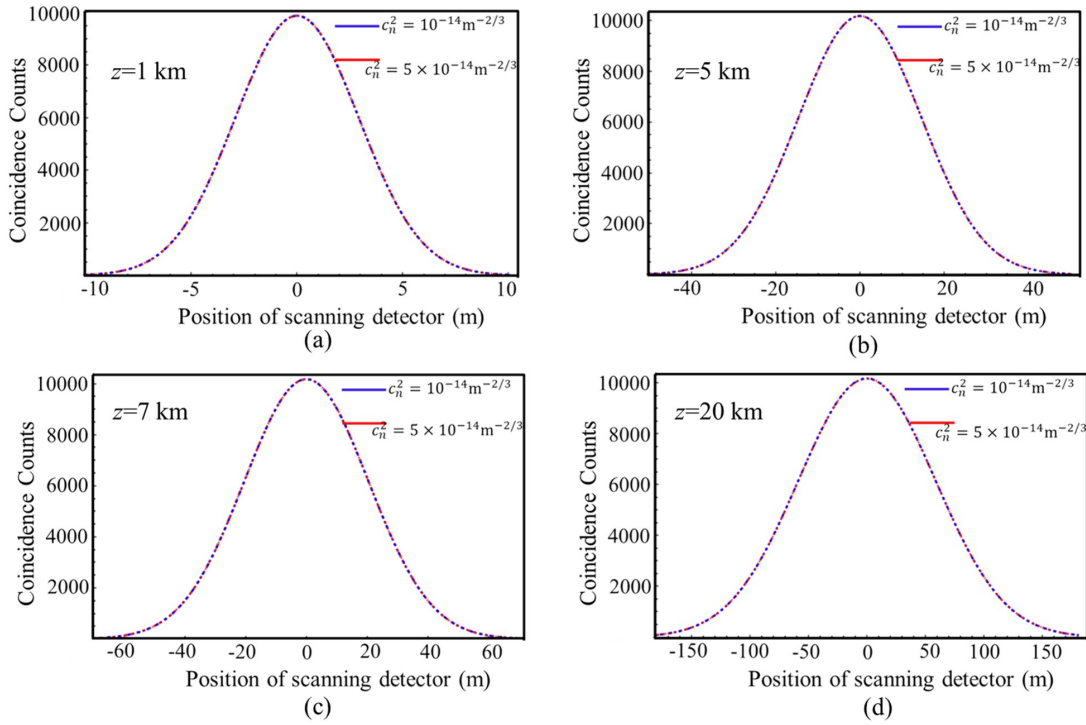 10000
8000
6000
4000
2000
Coincidence Counts
z=1 km
c_n^2 = 10^{-14}m^{-2/3}
c_n^2 = 5 × 10^{-14}m^{-2/3}
-10 -5 0 5 10
Position of scanning detector (m)
(a)
10000
8000
6000
4000
2000
Coincidence Counts
z=5 km
c_n^2 = 10^{-14}m^{-2/3}
c_n^2 = 5 × 10^{-14}m^{-2/3}
-40 -20 0 20 40
Position of scanning detector (m)
(b)
10000
8000
6000
4000
2000
Coincidence Counts
z=7 km
c_n^2 = 10^{-14}m^{-2/3}
c_n^2 = 5 × 10^{-14}m^{-2/3}
-60 -40 -20 0 20 40 60
Position of scanning detector (m)
(c)
10000
8000
6000
4000
2000
Coincidence Counts
z=20 km
c_n^2 = 10^{-14}m^{-2/3}
c_n^2 = 5 × 10^{-14}m^{-2/3}
-150 -100 -50 0 50 100 150
Position of scanning detector (m)
(d)